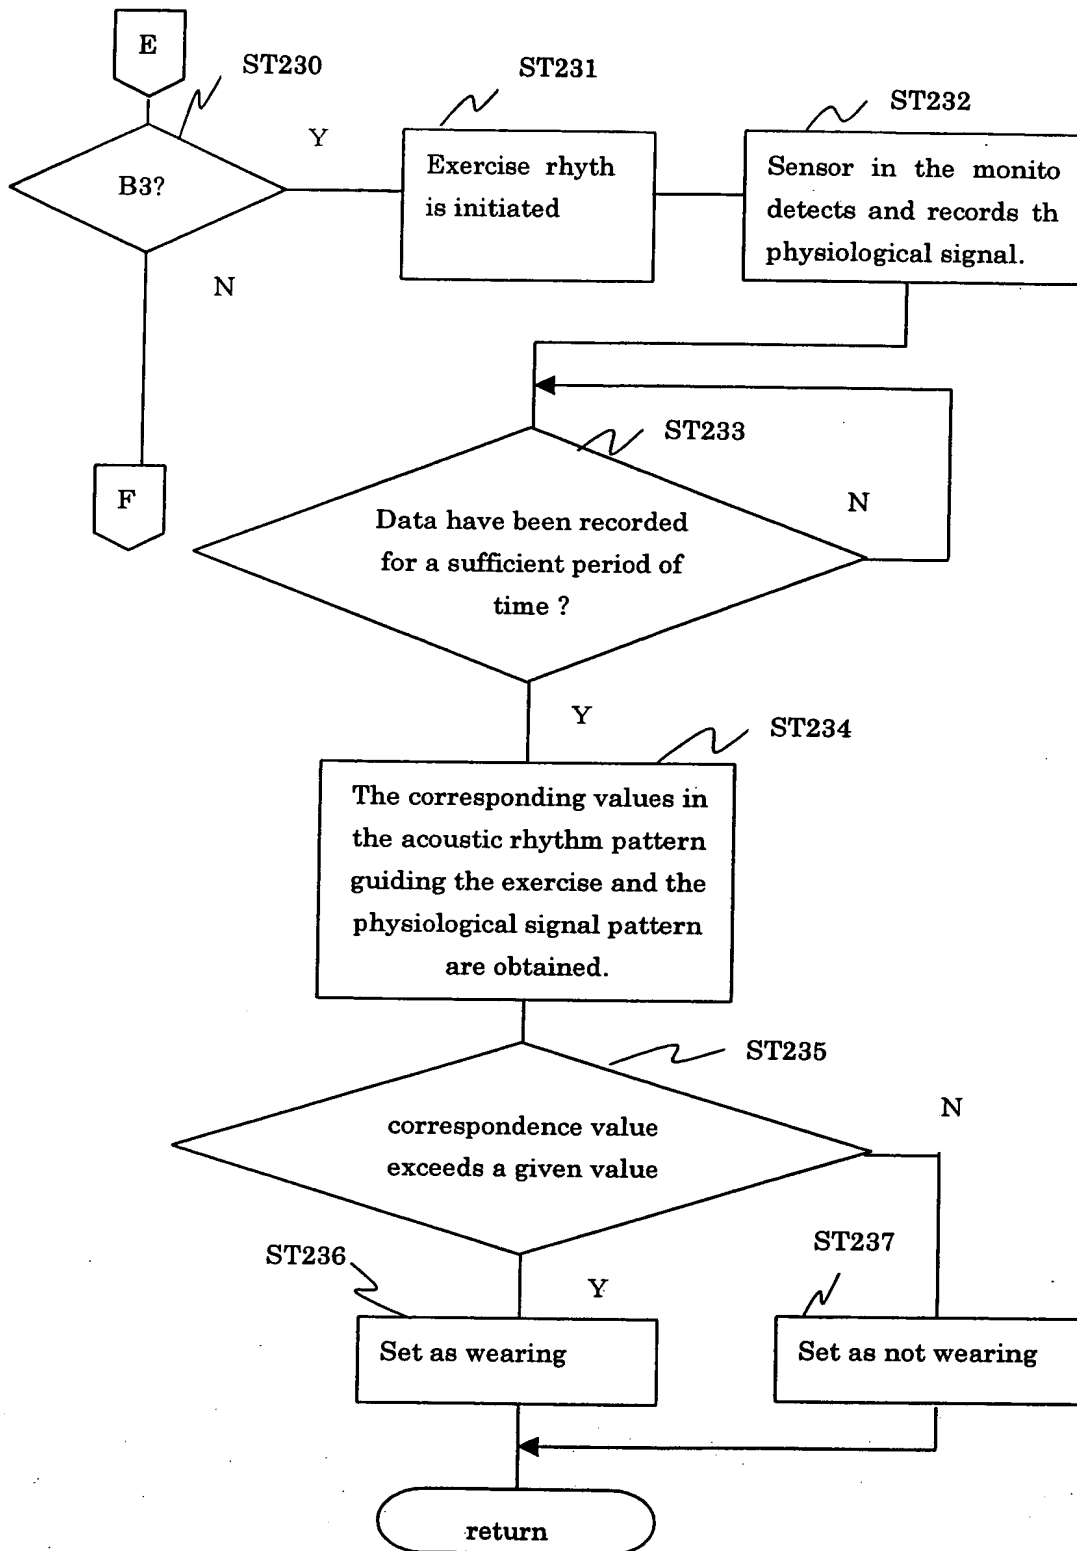 E
ST230
ST231
ST232
Y
B3?
Exercise rhyth
is initiated
Sensor in the monito
detects and records th
physiological signal.
N
F
ST233
Data have been recorded
for a sufficient period of
time ?
N
Y
ST234
The corresponding values in
the acoustic rhythm pattern
guiding the exercise and the
physiological signal pattern
are obtained.
ST235
correspondence value
exceeds a given value
N
ST236
Y
ST237
Set as wearing
Set as not wearing
return